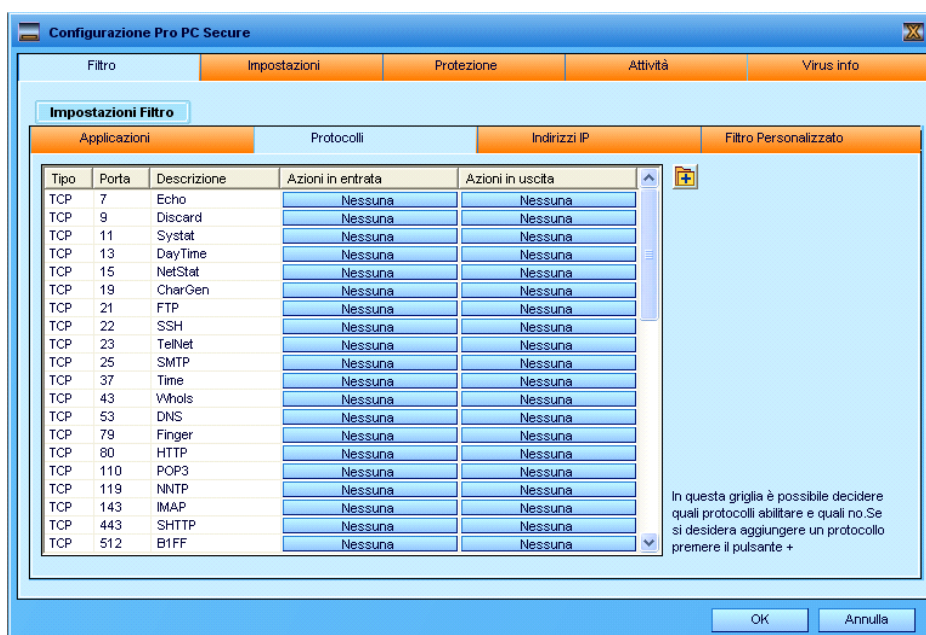 Configurazione Pro PC Secure
Filtro Impostazioni Protezione Attività Virus info
Impostazioni Filtro
Applicazioni Protocolli Indirizzi IP Filtro Personalizzato
Tipo Porta Descrizione Azioni in entrata Azioni in uscita
TCP 7 Echo Nessuna Nessuna
TCP 9 Discard Nessuna Nessuna
TCP 11 Systat Nessuna Nessuna
TCP 13 DayTime Nessuna Nessuna
TCP 15 NetStat Nessuna Nessuna
TCP 19 CharGen Nessuna Nessuna
TCP 21 FTP Nessuna Nessuna
TCP 22 SSH Nessuna Nessuna
TCP 23 TelNet Nessuna Nessuna
TCP 25 SMTP Nessuna Nessuna
TCP 37 Time Nessuna Nessuna
TCP 43 WhoIs Nessuna Nessuna
TCP 53 DNS Nessuna Nessuna
TCP 79 Finger Nessuna Nessuna
TCP 80 HTTP Nessuna Nessuna
TCP 110 POP3 Nessuna Nessuna
TCP 119 NNTP Nessuna Nessuna
TCP 143 IMAP Nessuna Nessuna
TCP 443 SHTTP Nessuna Nessuna
TCP 512 B1FF Nessuna Nessuna
In questa griglia è possibile decidere
quali protocolli abilitare e quali no.Se
si desidera aggiungere un protocollo
premere il pulsante +
OK Annulla